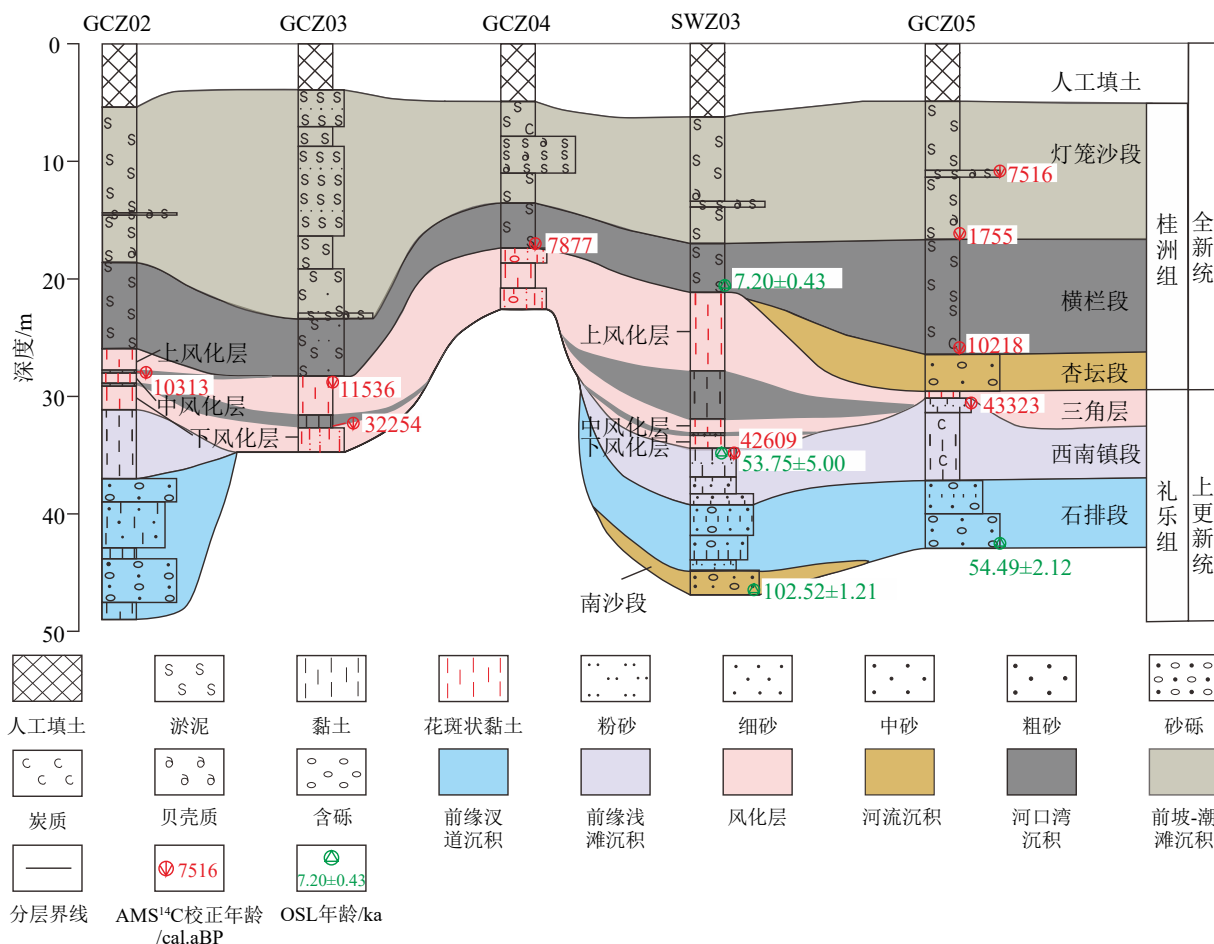 GCZ02 GCZ03 GCZ04 SWZ03 GCZ05
0
10
20
30
40
50
深度/m
人工填土
灯笼沙段
7516
1755
7877
7.20±0.43
横栏段
上风化层
上风化层
10218
10313
11536
杏坛段
中风化层
43323
三角层
32254
下风化层
中风化层
下风化层
42609
53.75±5.00
西南镇段
石排段
54.49±2.12
南沙段
102.52±1.21
桂洲组
全新统
礼乐组
上更新统
人工填土 淤泥 黏土 花斑状黏土 粉砂 细砂 中砂 粗砂 砂砾
炭质 贝壳质 含砾 前缘汊 前缘浅 风化层 河流沉积 河口湾 前坡-潮
道沉积 滩沉积 沉积 滩沉积
7516
7.20±0.43
分层界线 AMS¹⁴C校正年龄 OSL年龄/ka
/cal.aBP